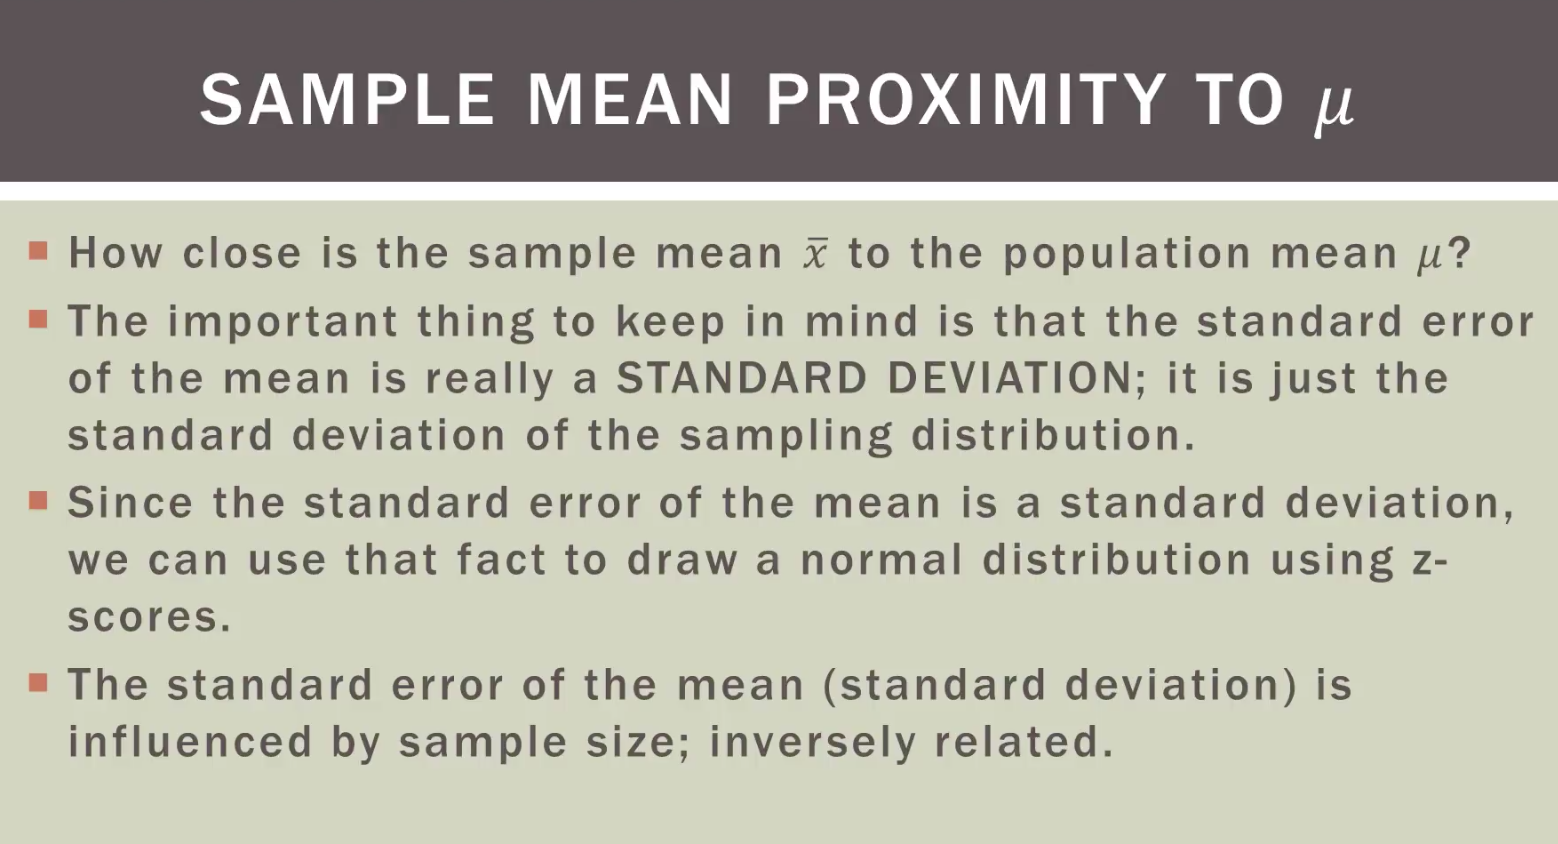 SAMPLE MEAN PROXIMITY TO μ
How close is the sample mean x̄ to the population mean μ?
The important thing to keep in mind is that the standard error
of the mean is really a STANDARD DEVIATION; it is just the
standard deviation of the sampling distribution.
Since the standard error of the mean is a standard deviation,
we can use that fact to draw a normal distribution using z-
scores.
The standard error of the mean (standard deviation) is
influenced by sample size; inversely related.